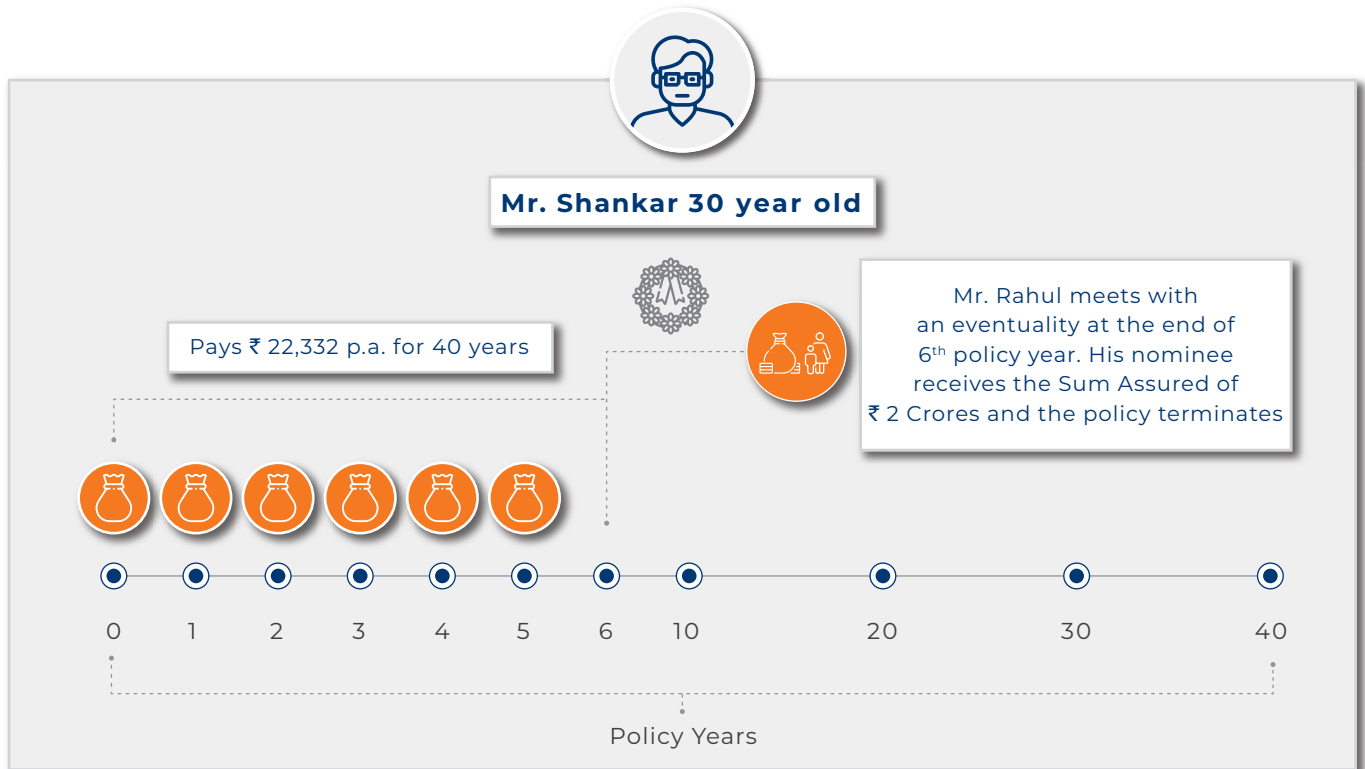 Mr. Shankar 30 year old
Pays ₹ 22,332 p.a. for 40 years
Mr. Rahul meets with
an eventuality at the end of
6th policy year. His nominee
receives the Sum Assured of
₹ 2 Crores and the policy terminates
0 1 2 3 4 5 6 10 20 30 40
Policy Years